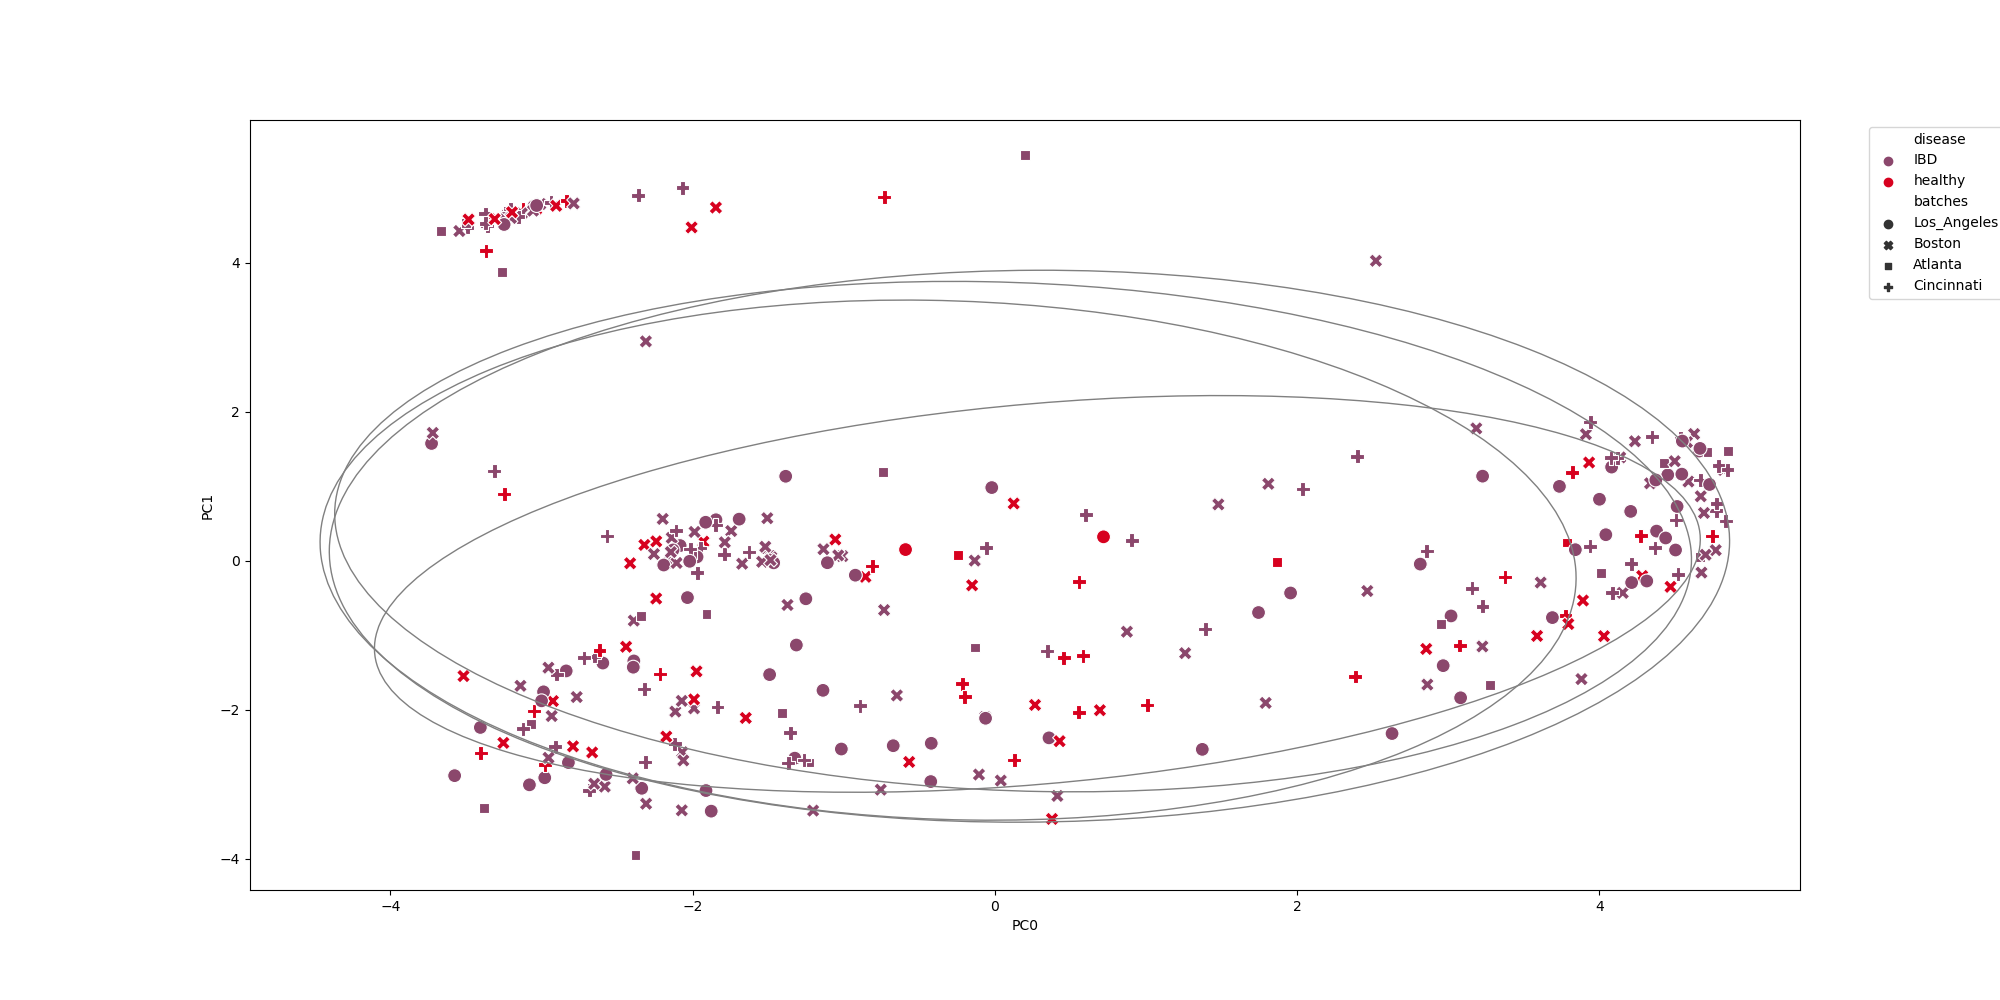 disease
IBD
healthy
batches
Los_Angeles
Boston
Atlanta
Cincinnati
4
2
0
−2
−4
PC1
−4
−2
0
2
4
PC0